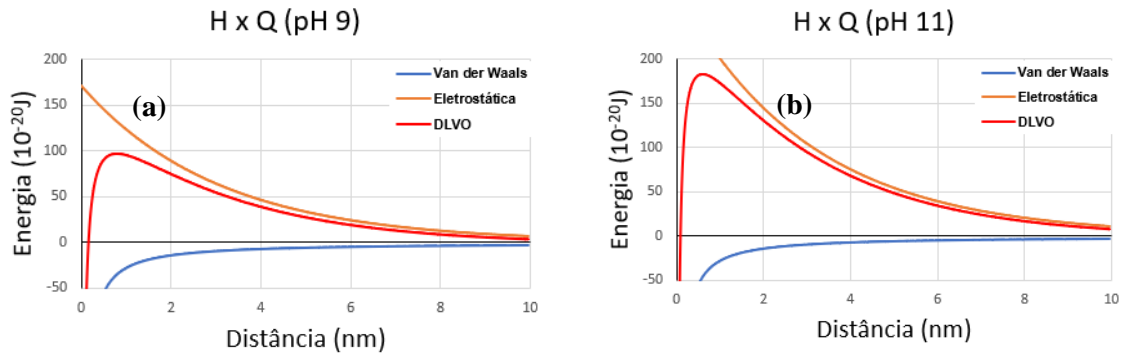 H x Q (pH 9)
200
150
100
50
0
-50
0 2 4 6 8 10
Energia (10⁻²⁰J)
Distância (nm)
(a)
Van der Waals
Eletrostática
DLVO
H x Q (pH 11)
200
150
100
50
0
-50
0 2 4 6 8 10
Energia (10⁻²⁰J)
Distância (nm)
(b)
Van der Waals
Eletrostática
DLVO